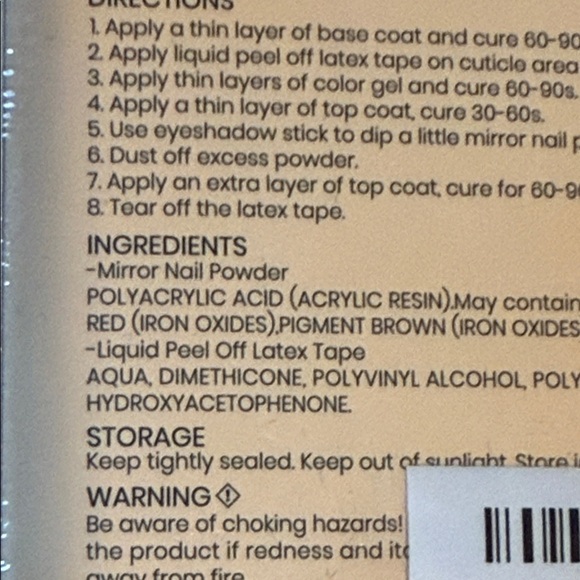 DIRECTIONS
1. Apply a thin layer of base coat and cure 60-90
2. Apply liquid peel off latex tape on cuticle area
3. Apply thin layers of color gel and cure 60-90s.
4. Apply a thin layer of top coat, cure 30-60s.
5. Use eyeshadow stick to dip a little mirror nail p
6. Dust off excess powder.
7. Apply an extra layer of top coat, cure for 60-90
8. Tear off the latex tape.
INGREDIENTS
-Mirror Nail Powder
POLYACRYLIC ACID (ACRYLIC RESIN).May contain
RED (IRON OXIDES),PIGMENT BROWN (IRON OXIDES
-Liquid Peel Off Latex Tape
AQUA, DIMETHICONE, POLYVINYL ALCOHOL, POLY
HYDROXYACETOPHENONE.
STORAGE
Keep tightly sealed. Keep out of sunlight. Store i
WARNING
Be aware of choking hazards!
the product if redness and itc
away from fire